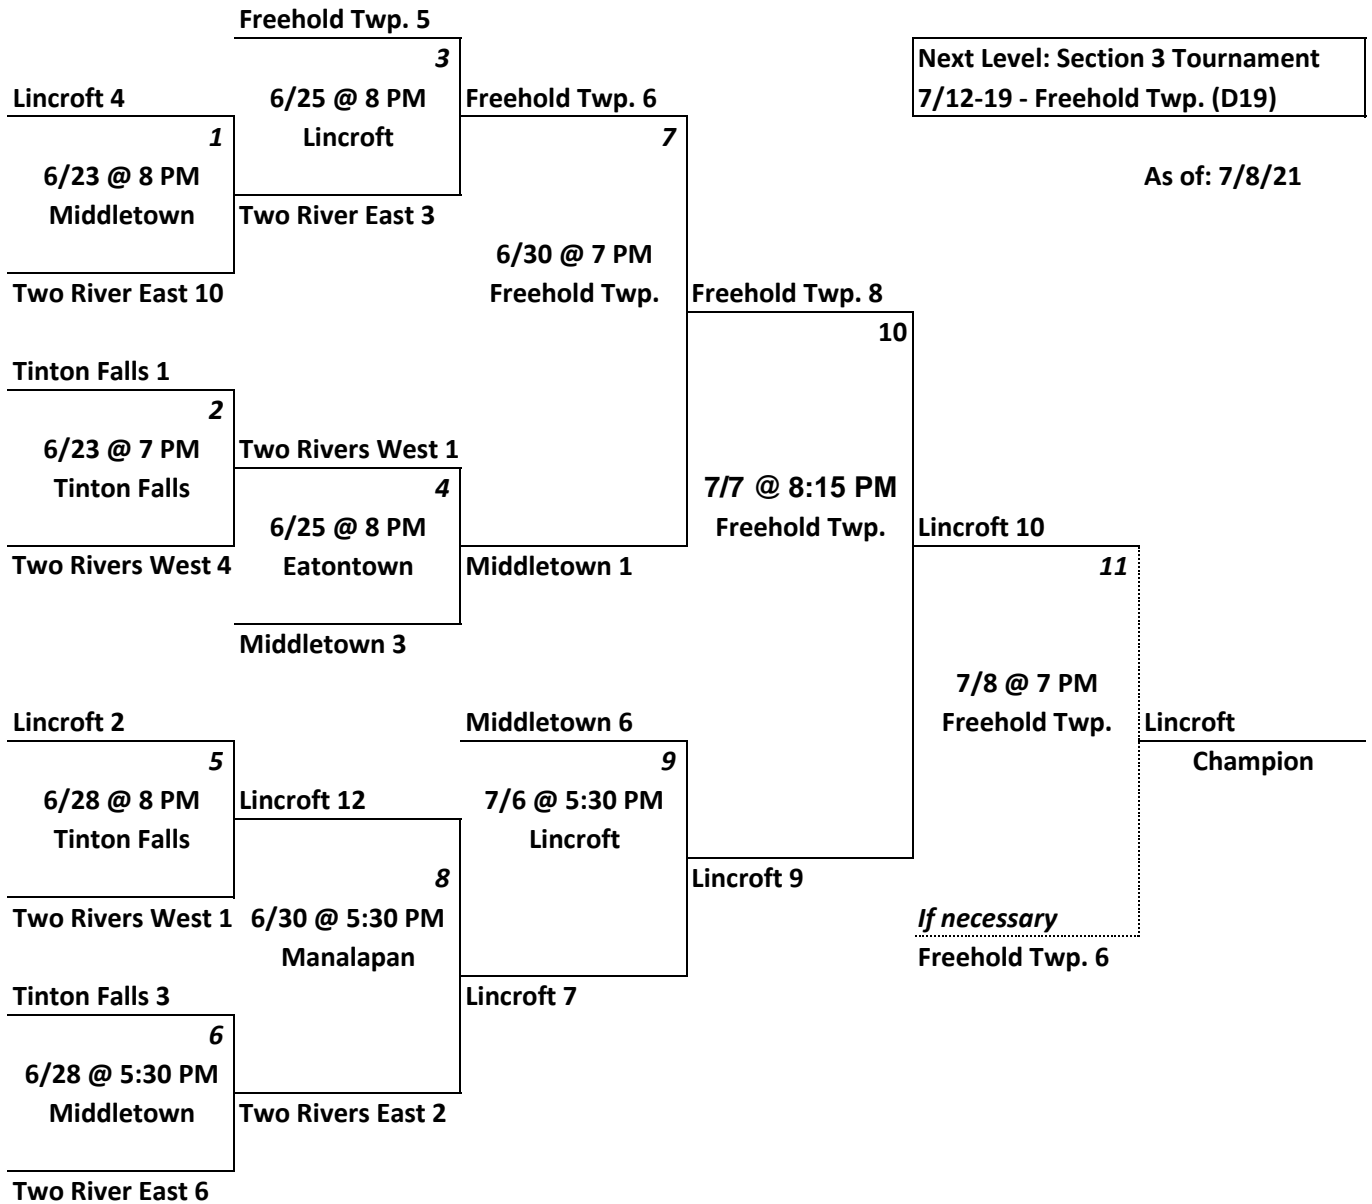 Freehold Twp. 5
3
6/25 @ 8 PM
Lincroft
Next Level: Section 3 Tournament
7/12-19 - Freehold Twp. (D19)
As of: 7/8/21
Lincroft 4
1
6/23 @ 8 PM
Middletown
Two River East 10
Two River East 3
Freehold Twp. 6
7
6/30 @ 7 PM
Freehold Twp.
Tinton Falls 1
2
6/23 @ 7 PM
Tinton Falls
Two Rivers West 4
Two Rivers West 1
4
6/25 @ 8 PM
Eatontown
Middletown 3
Middletown 1
Freehold Twp. 8
10
7/7 @ 8:15 PM
Freehold Twp.
Lincroft 2
5
6/28 @ 8 PM
Tinton Falls
Two Rivers West 1
Lincroft 12
8
6/30 @ 5:30 PM
Manalapan
Tinton Falls 3
6
6/28 @ 5:30 PM
Middletown
Two River East 6
Two Rivers East 2
Middletown 6
9
7/6 @ 5:30 PM
Lincroft
Lincroft 7
Lincroft 9
Lincroft 10
11
7/8 @ 7 PM
Freehold Twp.
If necessary
Freehold Twp. 6
Lincroft
Champion